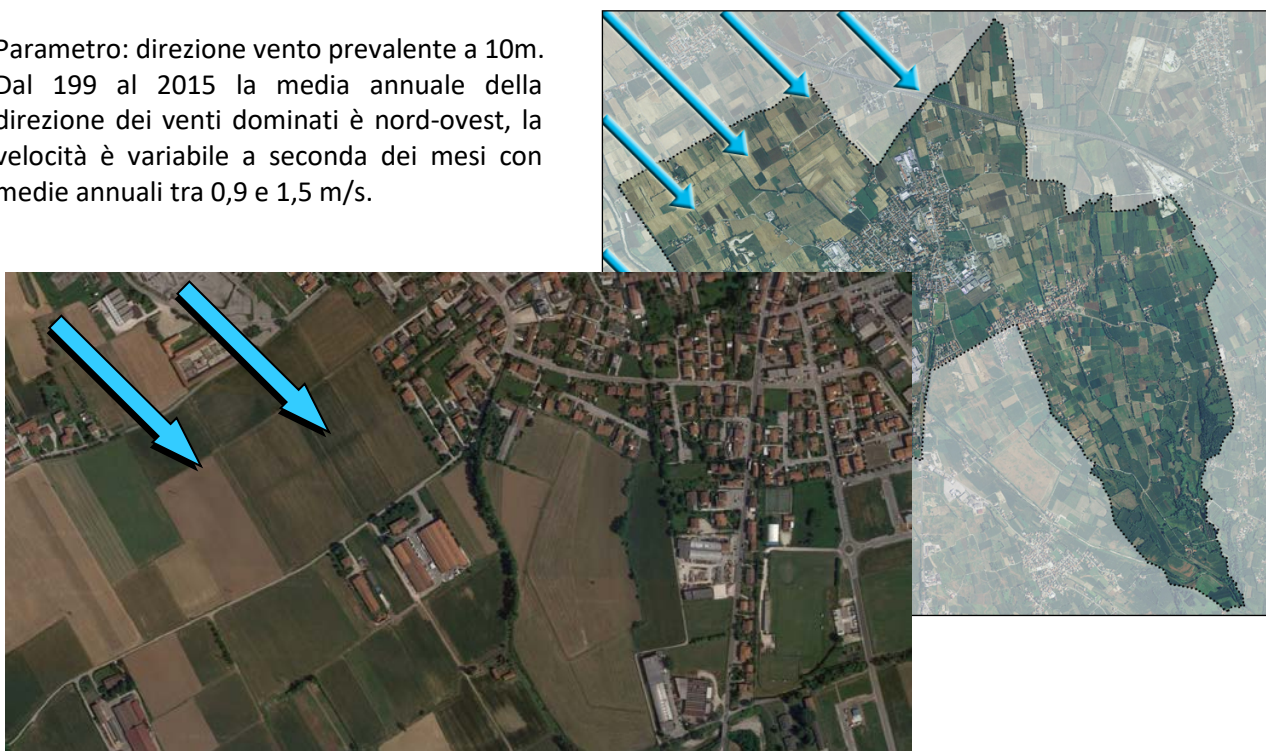 Parametro: direzione vento prevalente a 10m.
Dal 199 al 2015 la media annuale della
direzione dei venti dominati è nord-ovest, la
velocità è variabile a seconda dei mesi con
medie annuali tra 0,9 e 1,5 m/s.